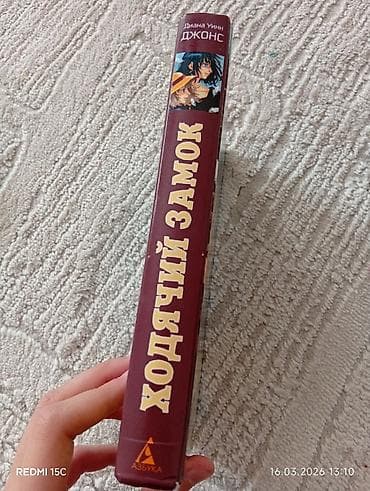 Диана Уинн
ДЖОНС
ХОДЯЧИЙ ЗАМОК
АЗБУКА
REDMI 15C
16.03.2026 13:10